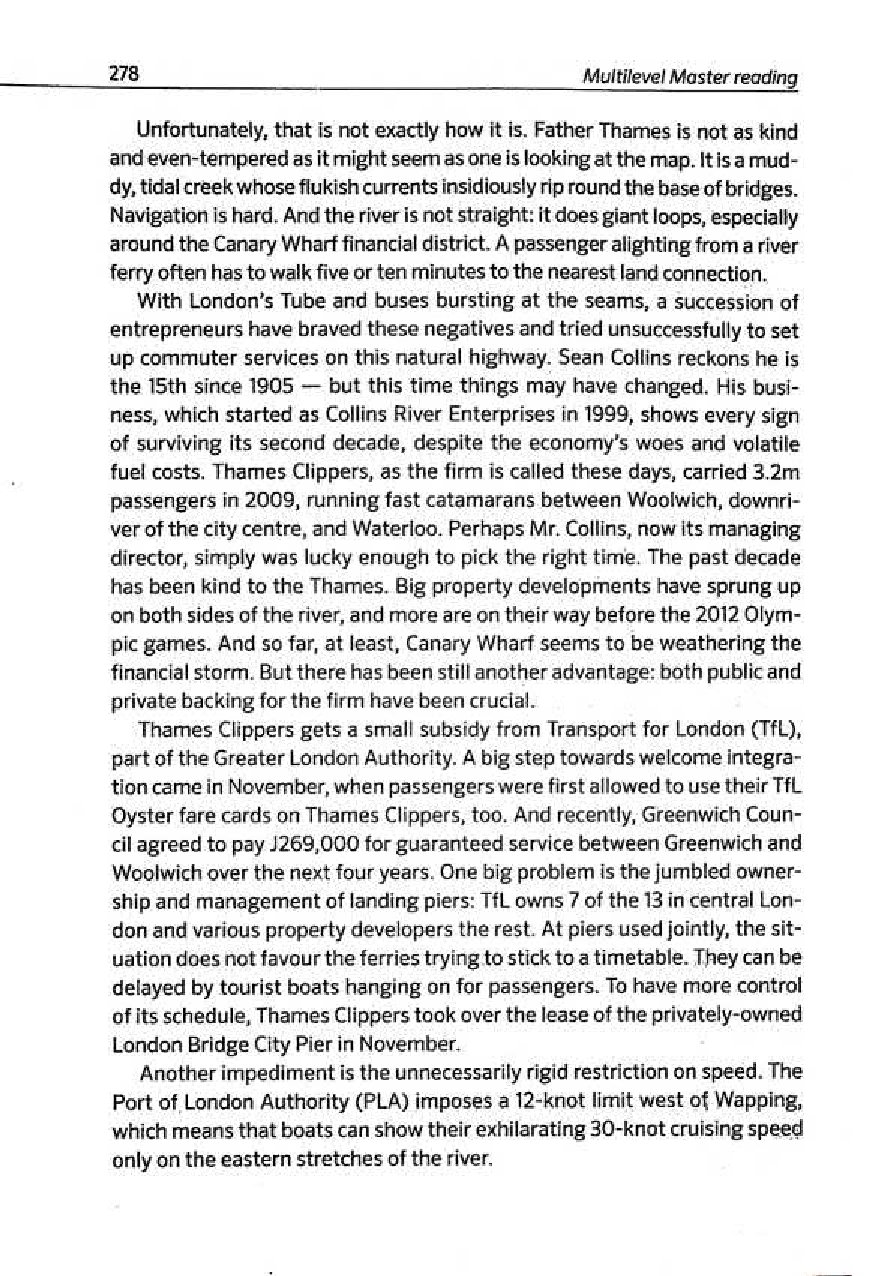 278
Multilevel Master reading
Unfortunately, that is not exactly how it is. Father Thames is not as kind
and even-tempered as it might seem as one is looking at the map. It is a mud-
dy, tidal creek whose flukish currents insidiously rip round the base of bridges.
Navigation is hard. And the river is not straight: it does giant loops, especially
around the Canary Wharf financial district. A passenger alighting from a river
ferry often has to walk five or ten minutes to the nearest land connection.
With London's Tube and buses bursting at the seams, a succession of
entrepreneurs have braved these negatives and tried unsuccessfully to set
up commuter services on this natural highway. Sean Collins reckons he is
the 15th since 1905 — but this time things may have changed. His busi-
ness, which started as Collins River Enterprises in 1999, shows every sign
of surviving its second decade, despite the economy's woes and volatile
fuel costs. Thames Clippers, as the firm is called these days, carried 3.2m
passengers in 2009, running fast catamarans between Woolwich, downri-
ver of the city centre, and Waterloo. Perhaps Mr. Collins, now its managing
director, simply was lucky enough to pick the right time. The past decade
has been kind to the Thames. Big property developments have sprung up
on both sides of the river, and more are on their way before the 2012 Olym-
pic games. And so far, at least, Canary Wharf seems to be weathering the
financial storm. But there has been still another advantage: both public and
private backing for the firm have been crucial.
Thames Clippers gets a small subsidy from Transport for London (TfL),
part of the Greater London Authority. A big step towards welcome integra-
tion came in November, when passengers were first allowed to use their TfL
Oyster fare cards on Thames Clippers, too. And recently, Greenwich Coun-
cil agreed to pay J269,000 for guaranteed service between Greenwich and
Woolwich over the next four years. One big problem is the jumbled owner-
ship and management of landing piers: TfL owns 7 of the 13 in central Lon-
don and various property developers the rest. At piers used jointly, the sit-
uation does not favour the ferries trying to stick to a timetable. They can be
delayed by tourist boats hanging on for passengers. To have more control
of its schedule, Thames Clippers took over the lease of the privately-owned
London Bridge City Pier in November.
Another impediment is the unnecessarily rigid restriction on speed. The
Port of London Authority (PLA) imposes a 12-knot limit west of Wapping,
which means that boats can show their exhilarating 30-knot cruising speed
only on the eastern stretches of the river.